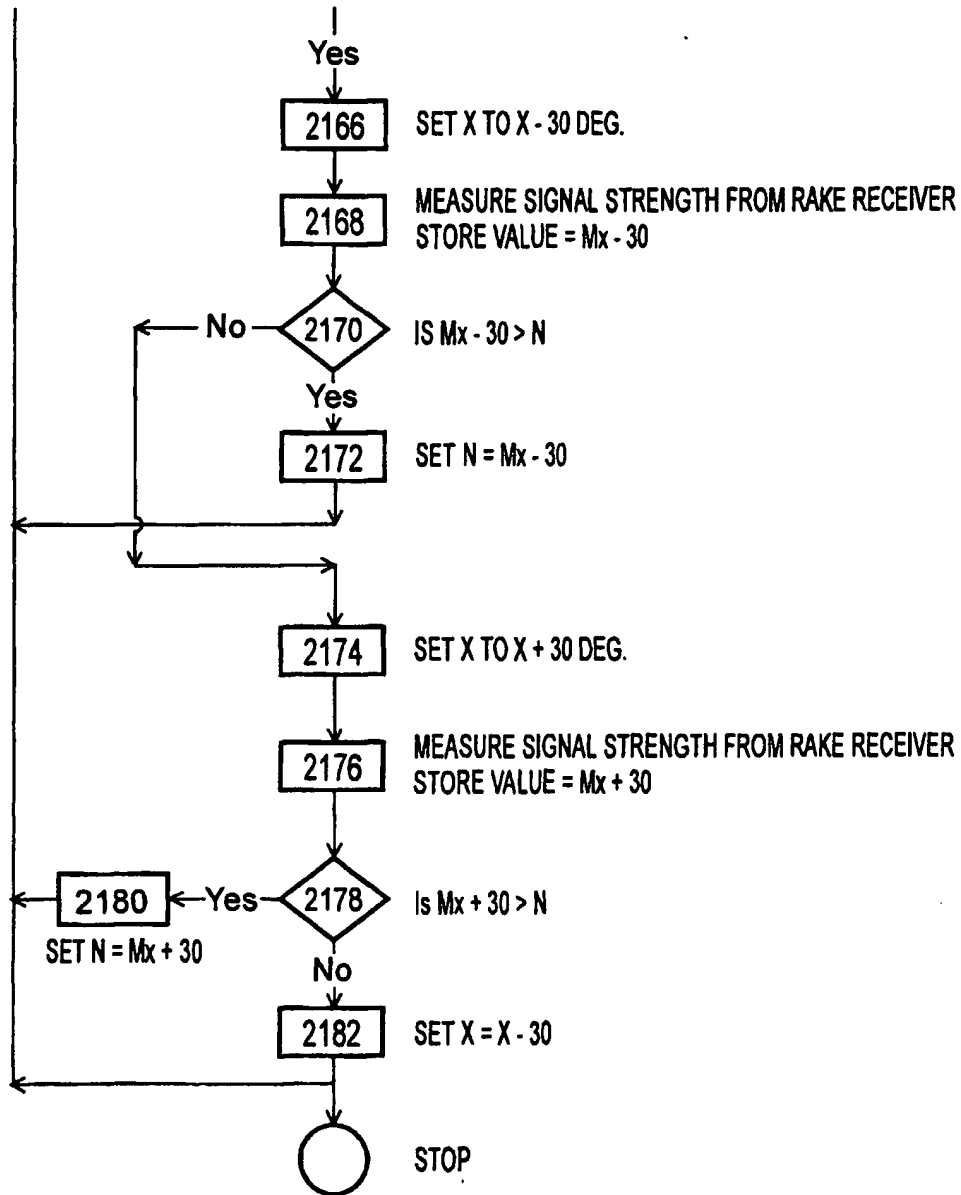 Yes
2166 SET X TO X - 30 DEG.
2168 MEASURE SIGNAL STRENGTH FROM RAKE RECEIVER
STORE VALUE = Mx - 30
No 2170 IS Mx - 30 > N
Yes
2172 SET N = Mx - 30
2174 SET X TO X + 30 DEG.
2176 MEASURE SIGNAL STRENGTH FROM RAKE RECEIVER
STORE VALUE = Mx + 30
2180 Yes 2178 Is Mx + 30 > N
SET N = Mx + 30
No
2182 SET X = X - 30
STOP